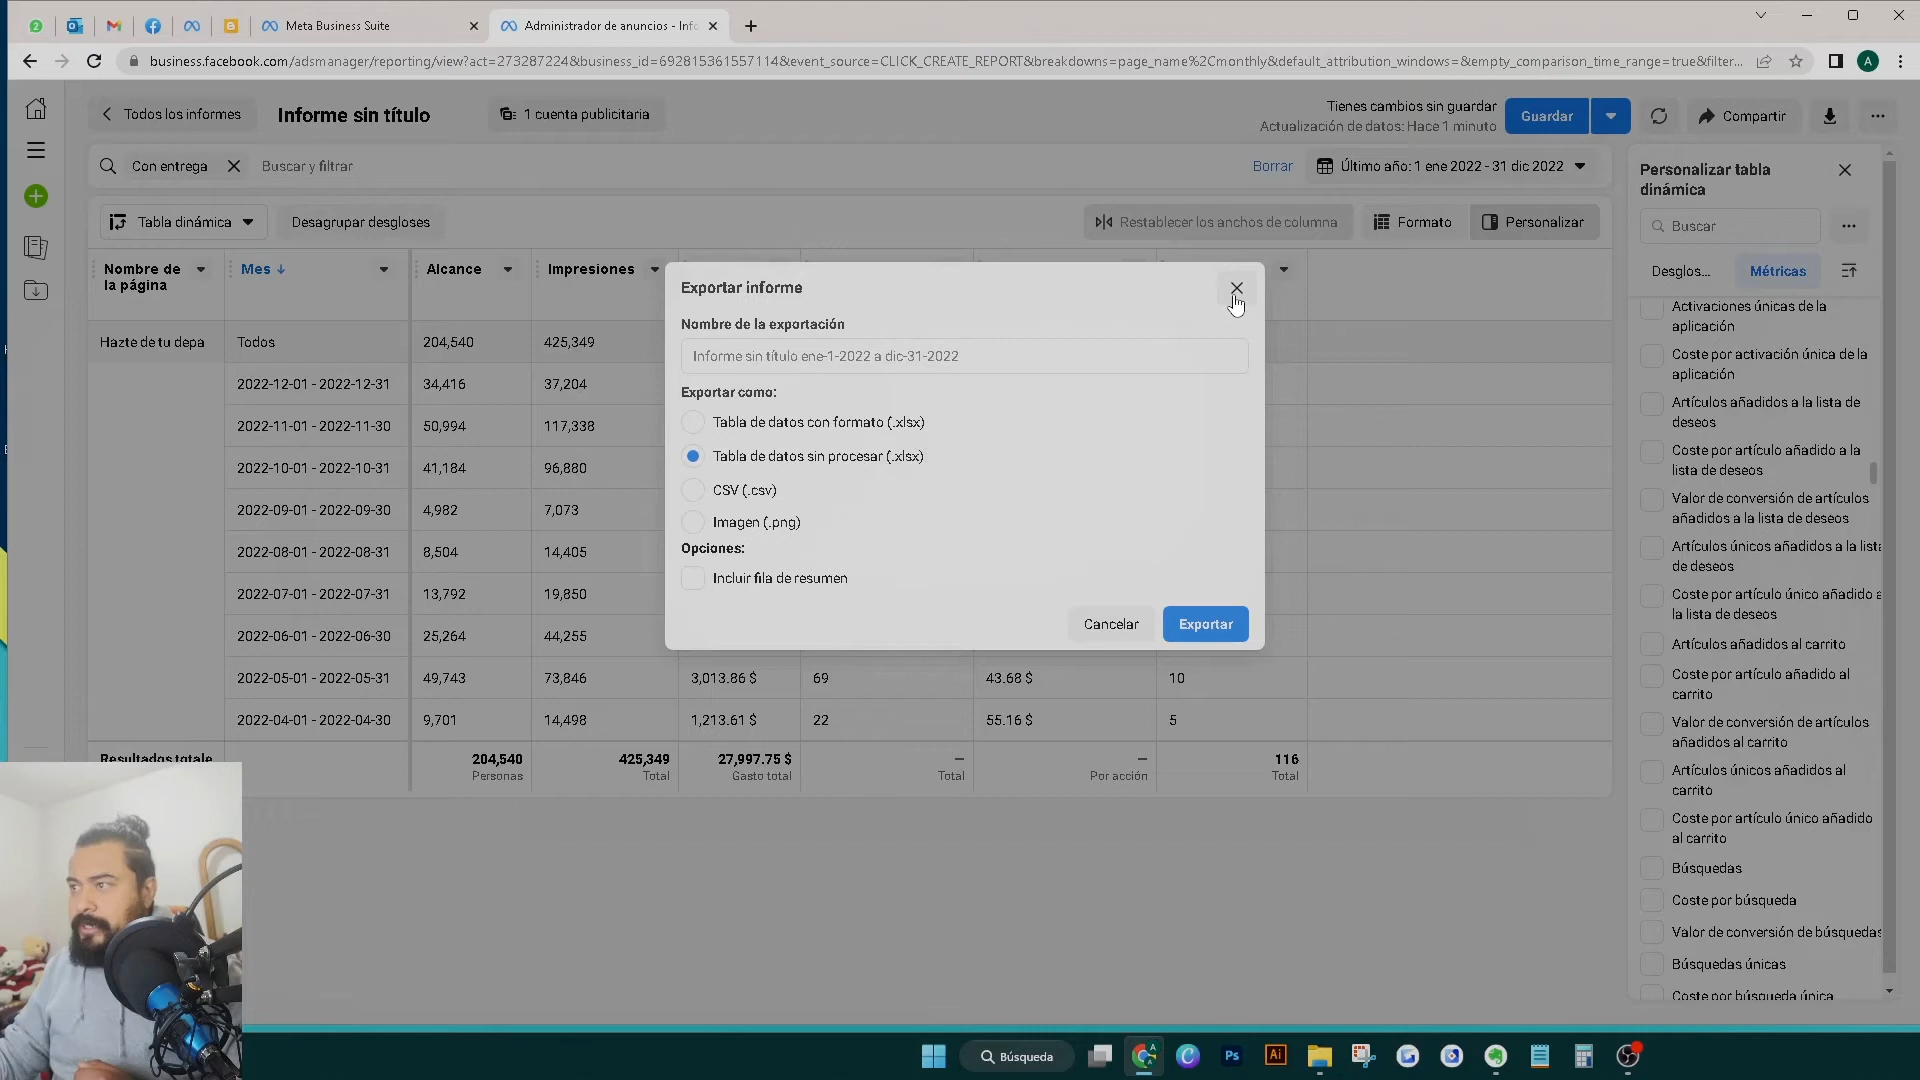 Meta Business Suite
Administrador de anuncios - Info
business.facebook.com/adsmanager/reporting/view?act=273287224&business_id=692815361557114&event_source=CLICK_CREATE_REPORT&breakdowns=page_name%2Cmonthly&default_attribution_windows=&empty_comparison_time_range=true&filter...
A
Todos los informes
Informe sin título
1 cuenta publicitaria
Tienes cambios sin guardar
Actualización de datos: Hace 1 minuto
Guardar
Compartir
Con entrega
Buscar y filtrar
Borrar
Último año: 1 ene 2022 - 31 dic 2022
Tabla dinámica
Desagrupar desgloses
Restablecer los anchos de columna
Formato
Personalizar
Nombre de la página
Mes ↓
Alcance
Impresiones
Hazte de tu depa
Todos 204,540 425,349
2022-12-01 - 2022-12-31 34,416 37,204
2022-11-01 - 2022-11-30 50,994 117,338
2022-10-01 - 2022-10-31 41,184 96,880
2022-09-01 - 2022-09-30 4,982 7,073
2022-08-01 - 2022-08-31 8,504 14,405
2022-07-01 - 2022-07-31 13,792 19,850
2022-06-01 - 2022-06-30 25,264 44,255
2022-05-01 - 2022-05-31 49,743 73,846 3,013.86 $ 69 43.68 $ 10
2022-04-01 - 2022-04-30 9,701 14,498 1,213.61 $ 22 55.16 $ 5
Resultados totale 204,540 425,349 27,997.75 $ — — 116
Personas Total Gasto total Total Por acción Total
Exportar informe
Nombre de la exportación
Informe sin título ene-1-2022 a dic-31-2022
Exportar como:
Tabla de datos con formato (.xlsx)
Tabla de datos sin procesar (.xlsx)
CSV (.csv)
Imagen (.png)
Opciones:
Incluir fila de resumen
Cancelar
Exportar
Personalizar tabla
dinámica
Buscar
Desglos...
Métricas
Activaciones únicas de la
aplicación
Coste por activación única de la
aplicación
Artículos añadidos a la lista de
deseos
Coste por artículo añadido a la
lista de deseos
Valor de conversión de artículos
añadidos a la lista de deseos
Artículos únicos añadidos a la lista
de deseos
Coste por artículo único añadido a
la lista de deseos
Artículos añadidos al carrito
Coste por artículo añadido al
carrito
Valor de conversión de artículos
añadidos al carrito
Artículos únicos añadidos al
carrito
Coste por artículo único añadido
al carrito
Búsquedas
Coste por búsqueda
Valor de conversión de búsquedas
Búsquedas únicas
Coste por búsqueda única
Búsqueda
A
Ps
Ai